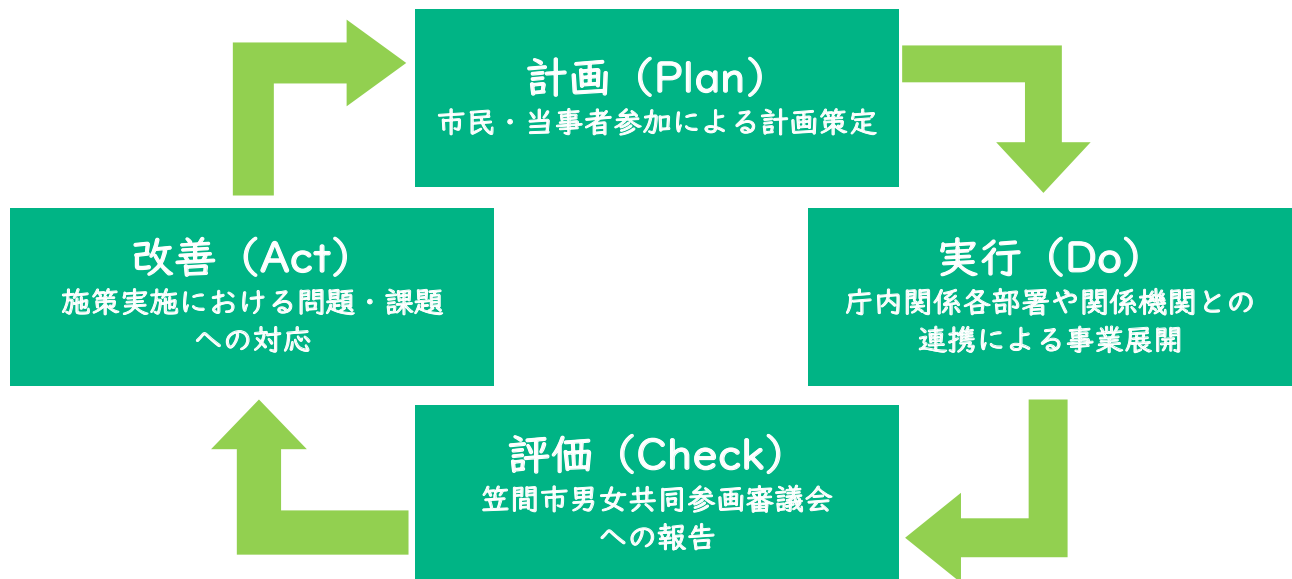 計画（Plan）
市民・当事者参加による計画策定
改善（Act）
施策実施における問題・課題
への対応
実行（Do）
庁内関係各部署や関係機関との
連携による事業展開
評価（Check）
笠間市男女共同参画審議会
への報告